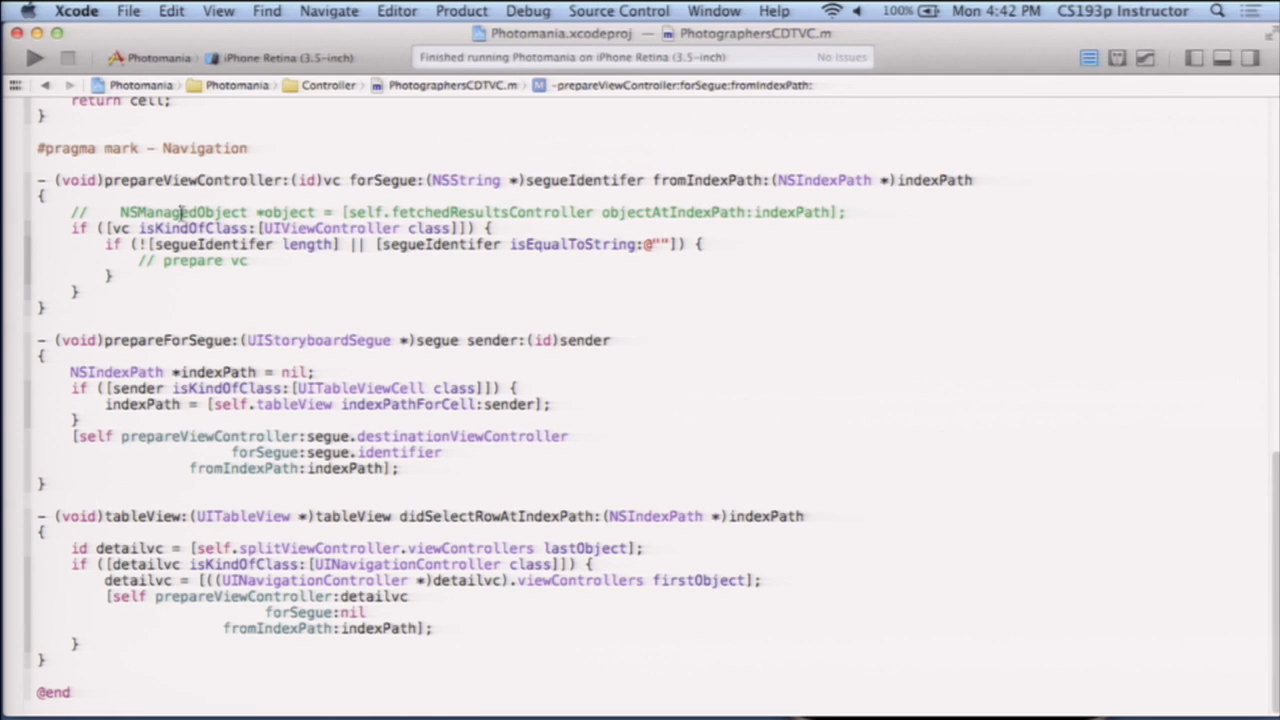 Xcode File Edit View Find Navigate Editor Product Debug Source Control Window Help 100% Mon 4:42 PM CS193p Instructor
Photomania.xcodeproj — PhotographersCDTVC.m
Photomania iPhone Retina (3.5-inch) Finished running Photomania on iPhone Retina (3.5-inch) No Issues
Photomania Photomania Controller PhotographersCDTVC.m M -prepareViewController:forSegue:fromIndexPath:
return cell;
}
#pragma mark - Navigation
- (void)prepareViewController:(id)vc forSegue:(NSString *)segueIdentifer fromIndexPath:(NSIndexPath *)indexPath
{
// NSManagedObject *object = [self.fetchedResultsController objectAtIndexPath:indexPath];
if ([vc isKindOfClass:[UIViewController class]]) {
if (![segueIdentifer length] || [segueIdentifer isEqualToString:@""]) {
// prepare vc
}
}
}
- (void)prepareForSegue:(UIStoryboardSegue *)segue sender:(id)sender
{
NSIndexPath *indexPath = nil;
if ([sender isKindOfClass:[UITableViewCell class]]) {
indexPath = [self.tableView indexPathForCell:sender];
}
[self prepareViewController:segue.destinationViewController
forSegue:segue.identifier
fromIndexPath:indexPath];
}
- (void)tableView:(UITableView *)tableView didSelectRowAtIndexPath:(NSIndexPath *)indexPath
{
id detailvc = [self.splitViewController.viewControllers lastObject];
if ([detailvc isKindOfClass:[UINavigationController class]]) {
detailvc = [((UINavigationController *)detailvc).viewControllers firstObject];
[self prepareViewController:detailvc
forSegue:nil
fromIndexPath:indexPath];
}
}
@end